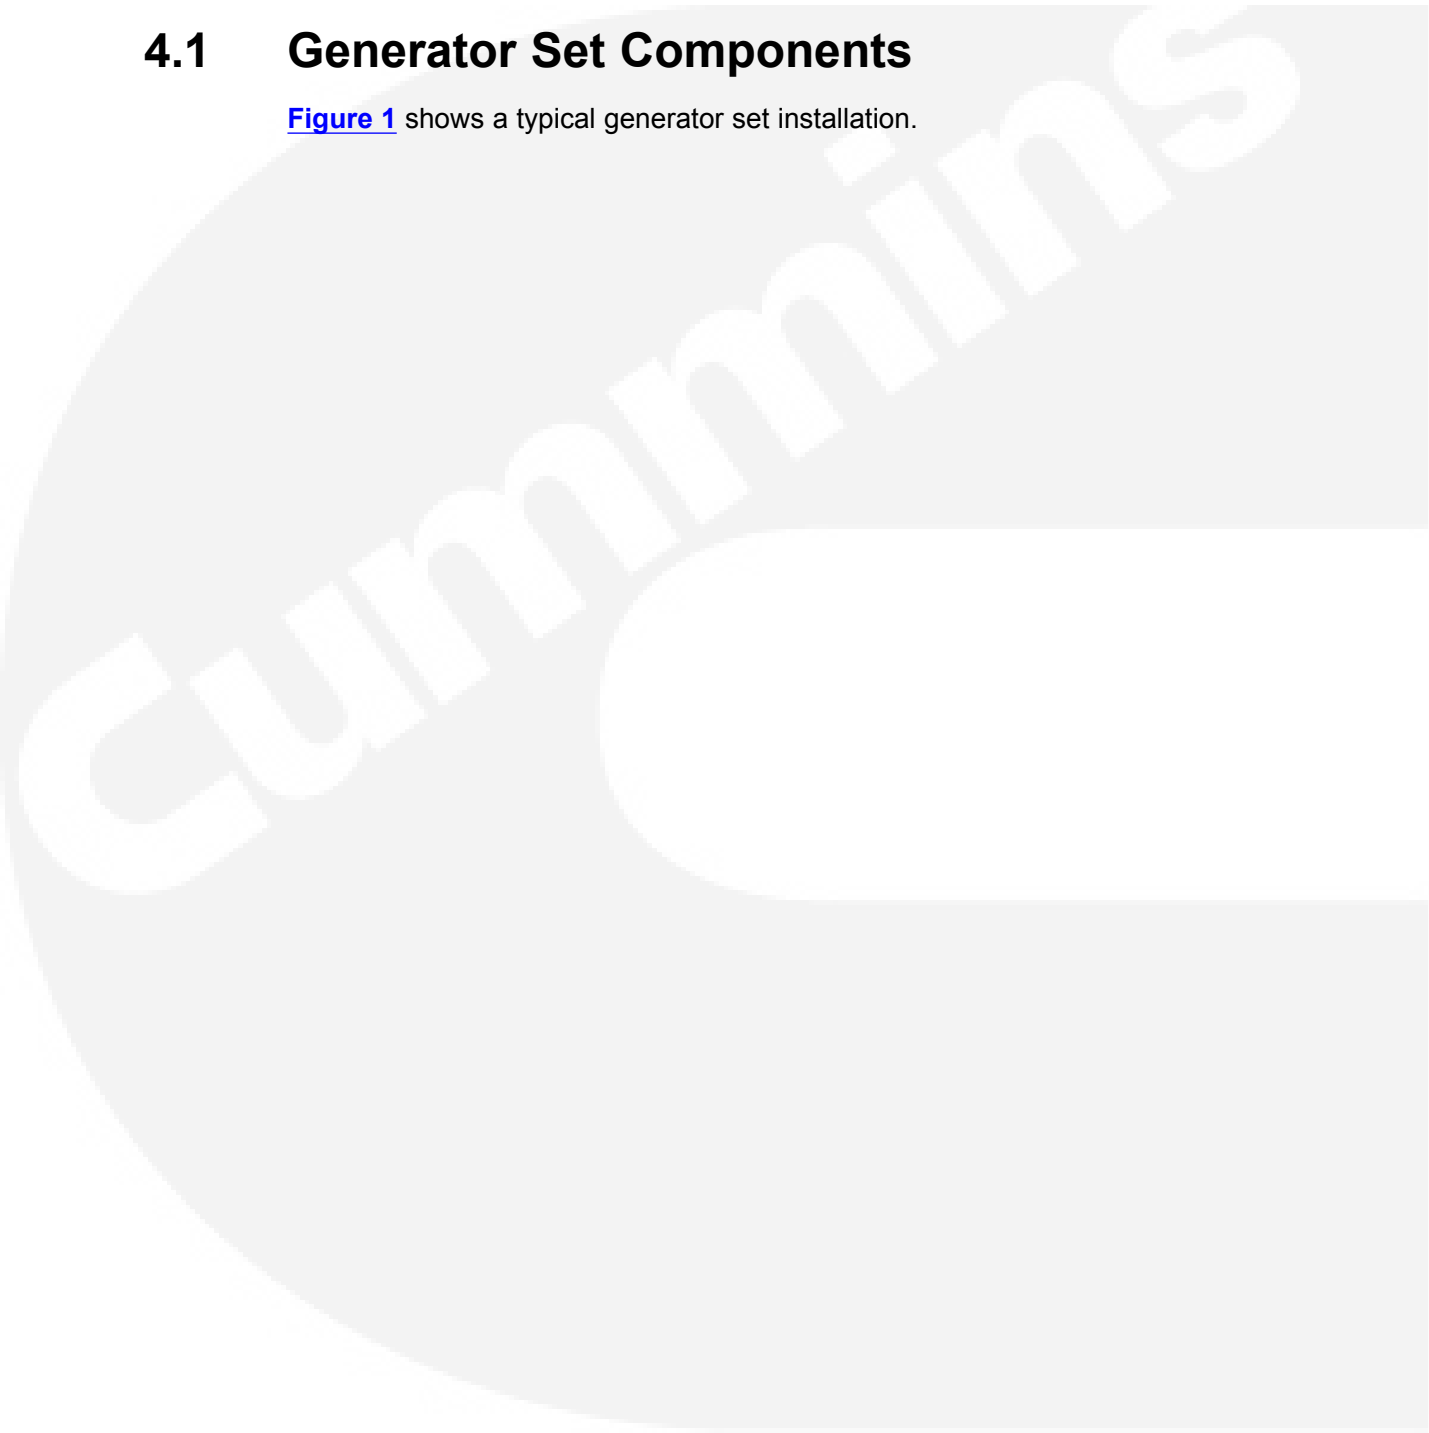 4.1 Generator Set Components
Figure 1 shows a typical generator set installation.
Cummins